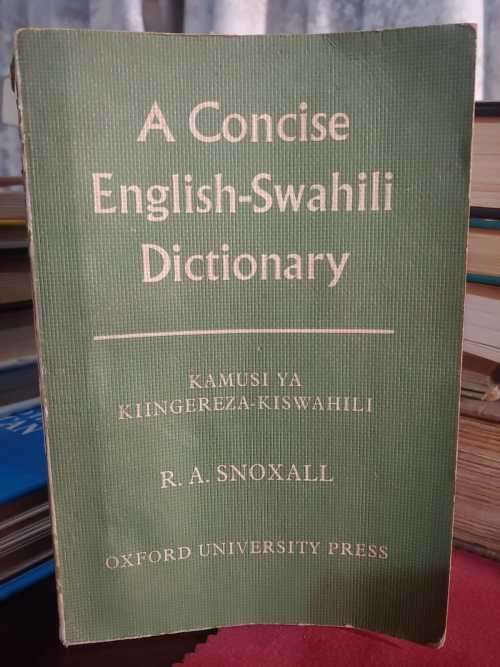 A Concise
English-Swahili
Dictionary
KAMUSI YA
KIINGEREZA-KISWAHILI
R. A. SNOXALL
OXFORD UNIVERSITY PRESS